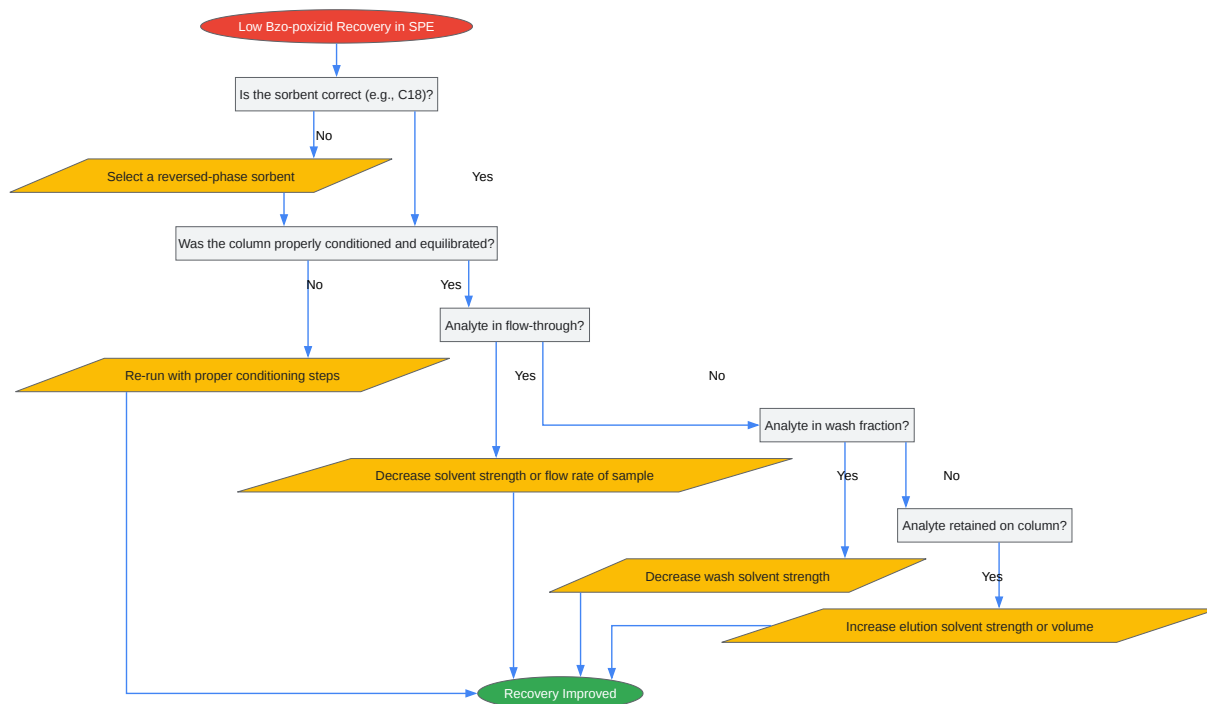 Low Bzo-poxizid Recovery in SPE
Is the sorbent correct (e.g., C18)?
No
Select a reversed-phase sorbent
Yes
Was the column properly conditioned and equilibrated?
No
Yes
Analyte in flow-through?
Re-run with proper conditioning steps
Yes
No
Analyte in wash fraction?
Decrease solvent strength or flow rate of sample
Yes
No
Analyte retained on column?
Decrease wash solvent strength
Yes
Increase elution solvent strength or volume
Recovery Improved